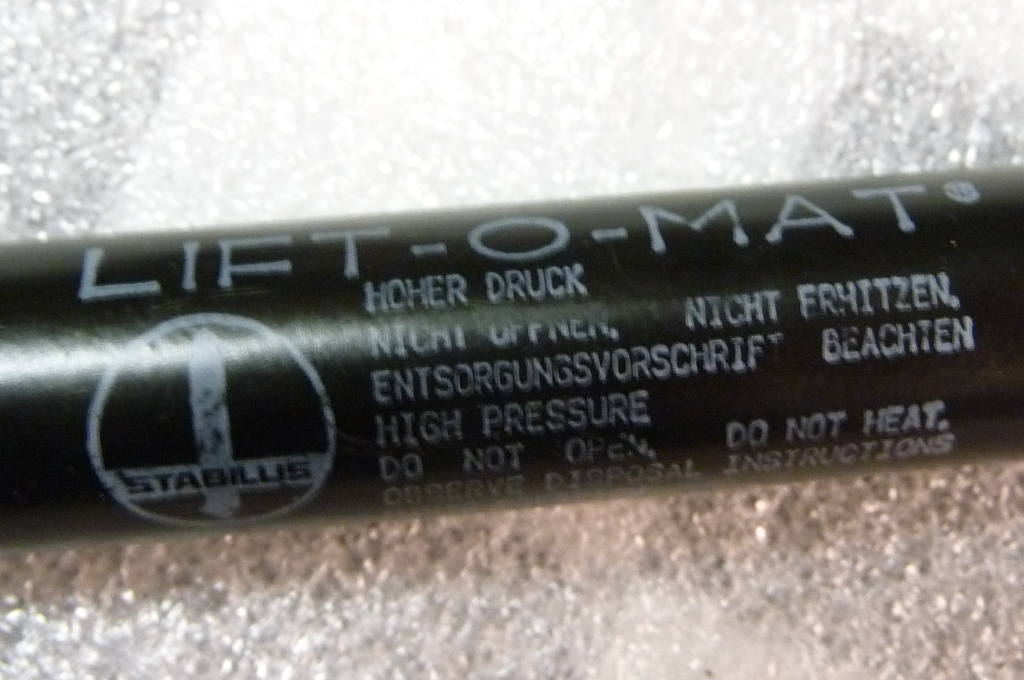 LIFT-O-MAT®
HOHER DRUCK
NICHT ÖFFNEN, NICHT ERHITZEN,
ENTSORGUNGSVORSCHRIFT BEACHTEN
HIGH PRESSURE
DO NOT OPEN, DO NOT HEAT.
OBSERVE DISPOSAL INSTRUCTIONS
STABILUS